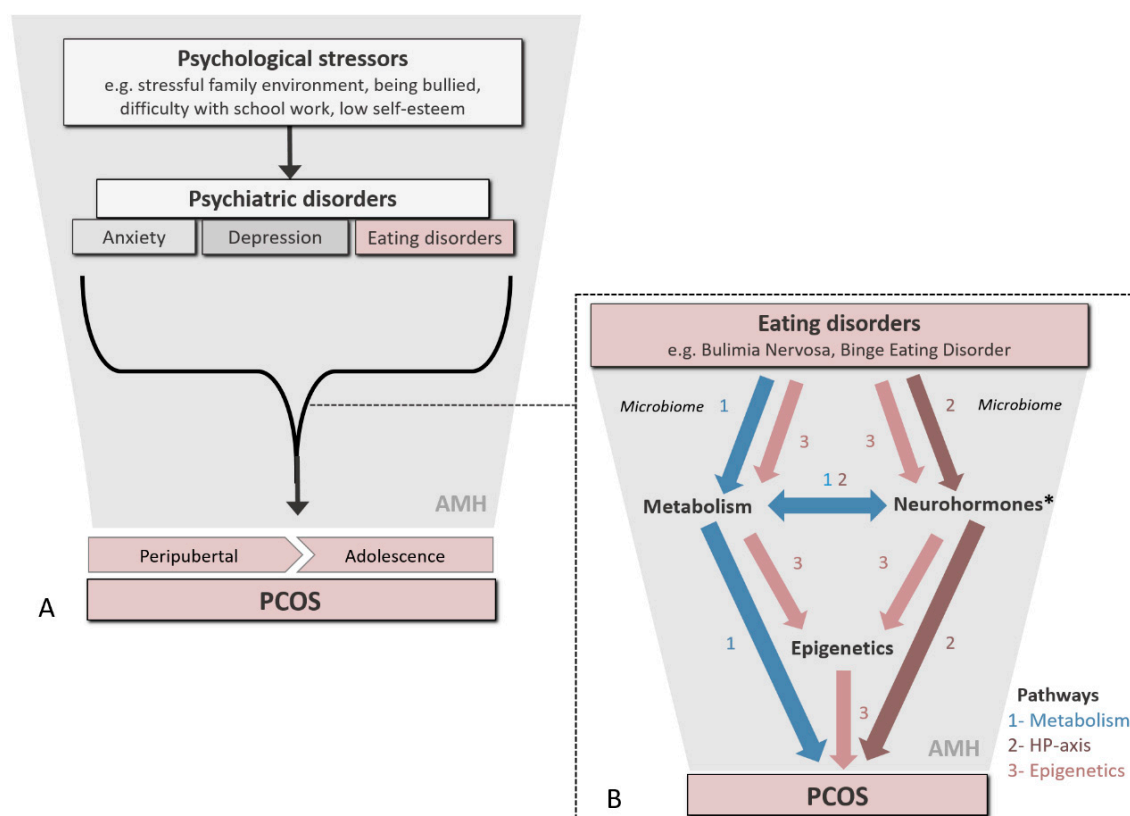 Psychological stressors
e.g. stressful family environment, being bullied,
difficulty with school work, low self-esteem
Psychiatric disorders
Anxiety
Depression
Eating disorders
AMH
Peripubertal
Adolescence
PCOS
A
Eating disorders
e.g. Bulimia Nervosa, Binge Eating Disorder
Microbiome 1
3
3
2 Microbiome
1 2
Metabolism
Neurohormones*
3
3
Epigenetics
1
2
3
AMH
PCOS
B
Pathways
1- Metabolism
2- HP-axis
3- Epigenetics